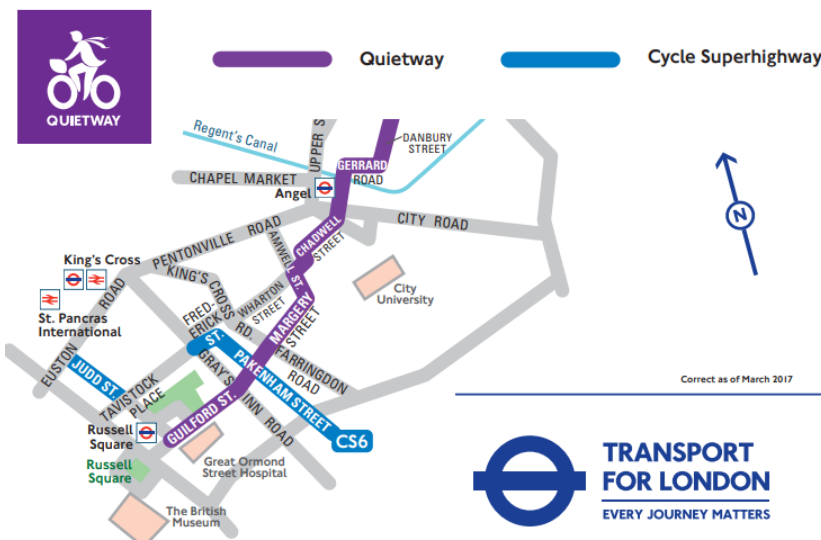 QUIETWAY
Quietway
Cycle Superhighway
Regent's Canal
UPPER S
DANBURY
STREET
GERRARD
ROAD
CHAPEL MARKET
Angel
CITY ROAD
PENTONVILLE ROAD
AMWELL ST.
CHADWELL
STREET
King's Cross
St. Pancras
International
KING'S CROSS RD
WHARTON
STREET
City
University
N
EUSTON ROAD
FRED-
ERICK
ST.
MARGERY
STREET
FARRINGDON
ROAD
JUDD ST.
TAVISTOCK
PLACE
GRAY'S INN ROAD
PAKENHAM STREET
CS6
GUILFORD ST.
Russell
Square
Russell
Square
Great Ormond
Street Hospital
The British
Museum
Correct as of March 2017
TRANSPORT
FOR LONDON
EVERY JOURNEY MATTERS